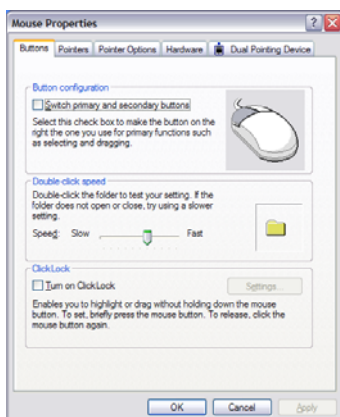 Mouse Properties
Buttons Pointers Pointer Options Hardware Dual Pointing Device
Button configuration
Switch primary and secondary buttons
Select this check box to make the button on the
right the one you use for primary functions such
as selecting and dragging.
Double-click speed
Double-click the folder to test your setting. If the
folder does not open or close, try using a slower
setting.
Speed: Slow Fast
ClickLock
Turn on ClickLock Settings...
Enables you to highlight or drag without holding down the mouse
button. To set, briefly press the mouse button. To release, click the
mouse button again.
OK Cancel Apply